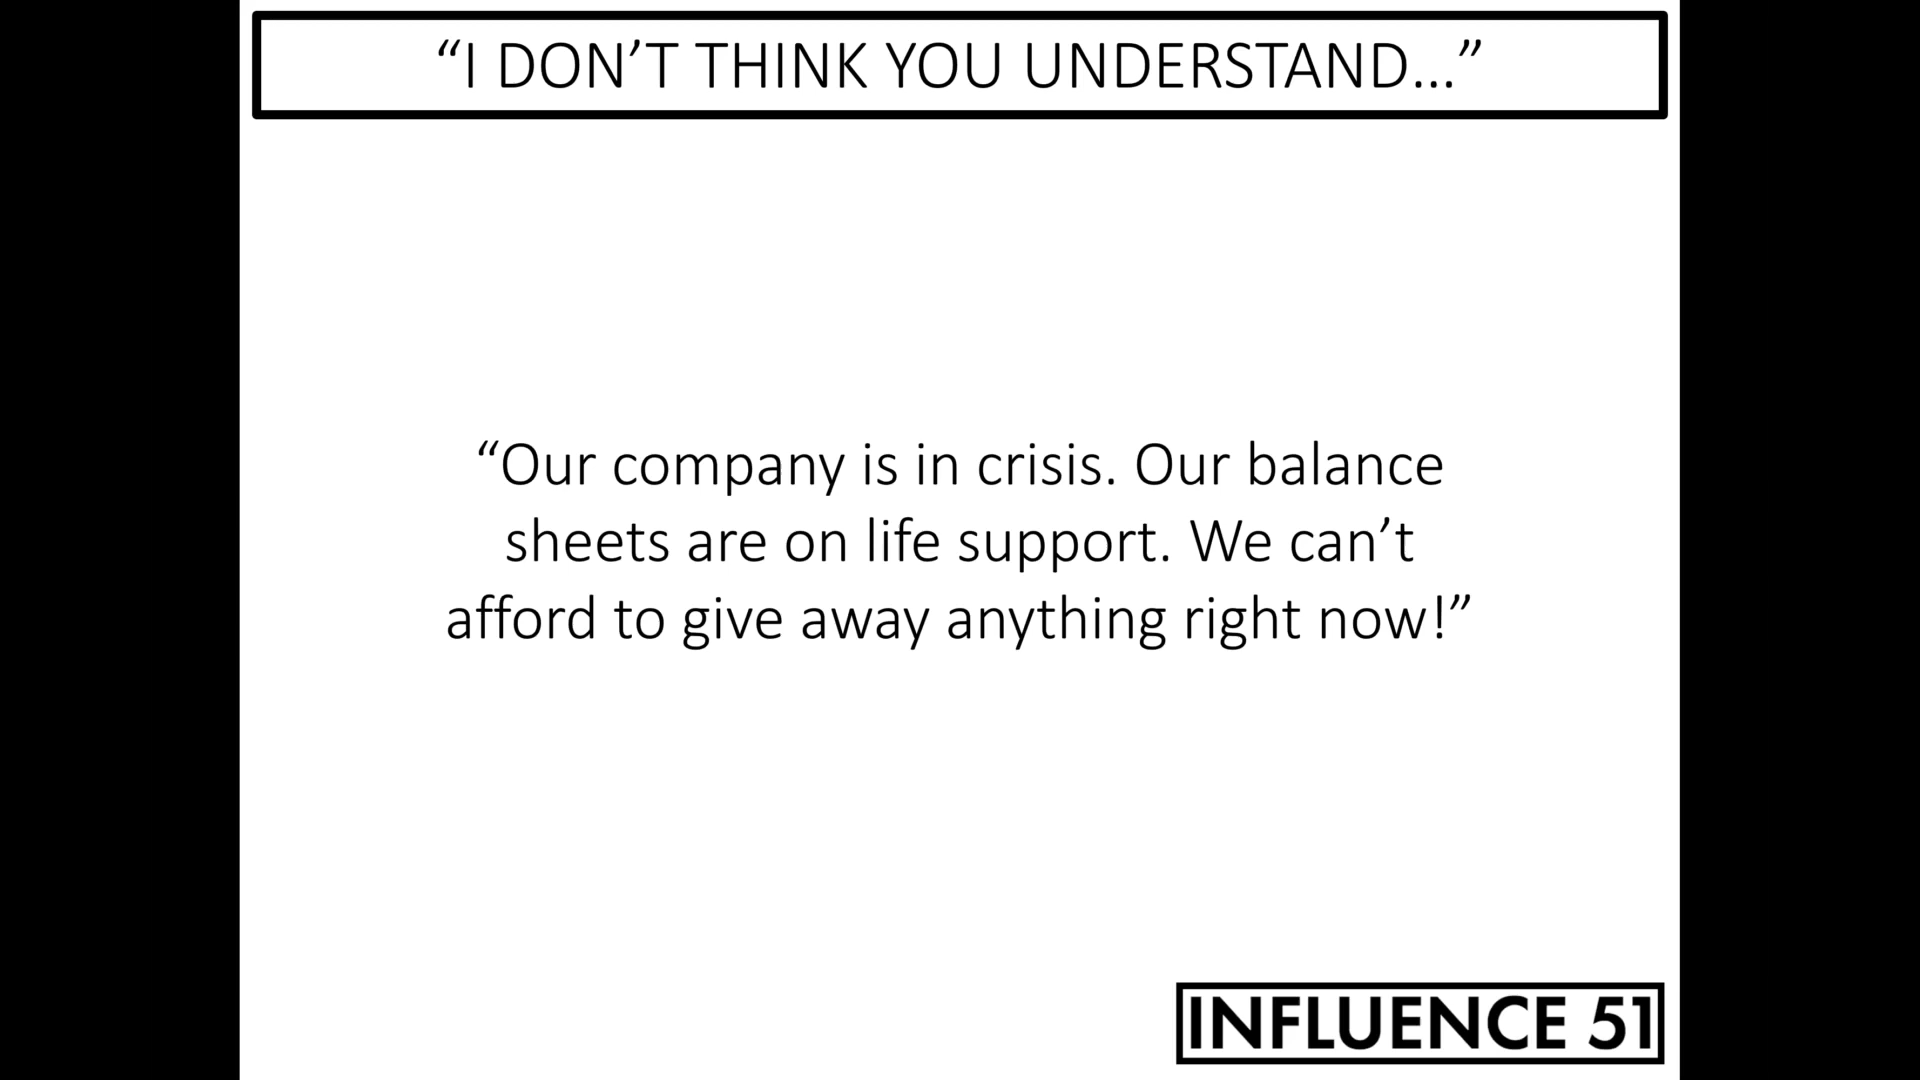 “I DON’T THINK YOU UNDERSTAND...”
“Our company is in crisis. Our balance
sheets are on life support. We can’t
afford to give away anything right now!”
INFLUENCE 51